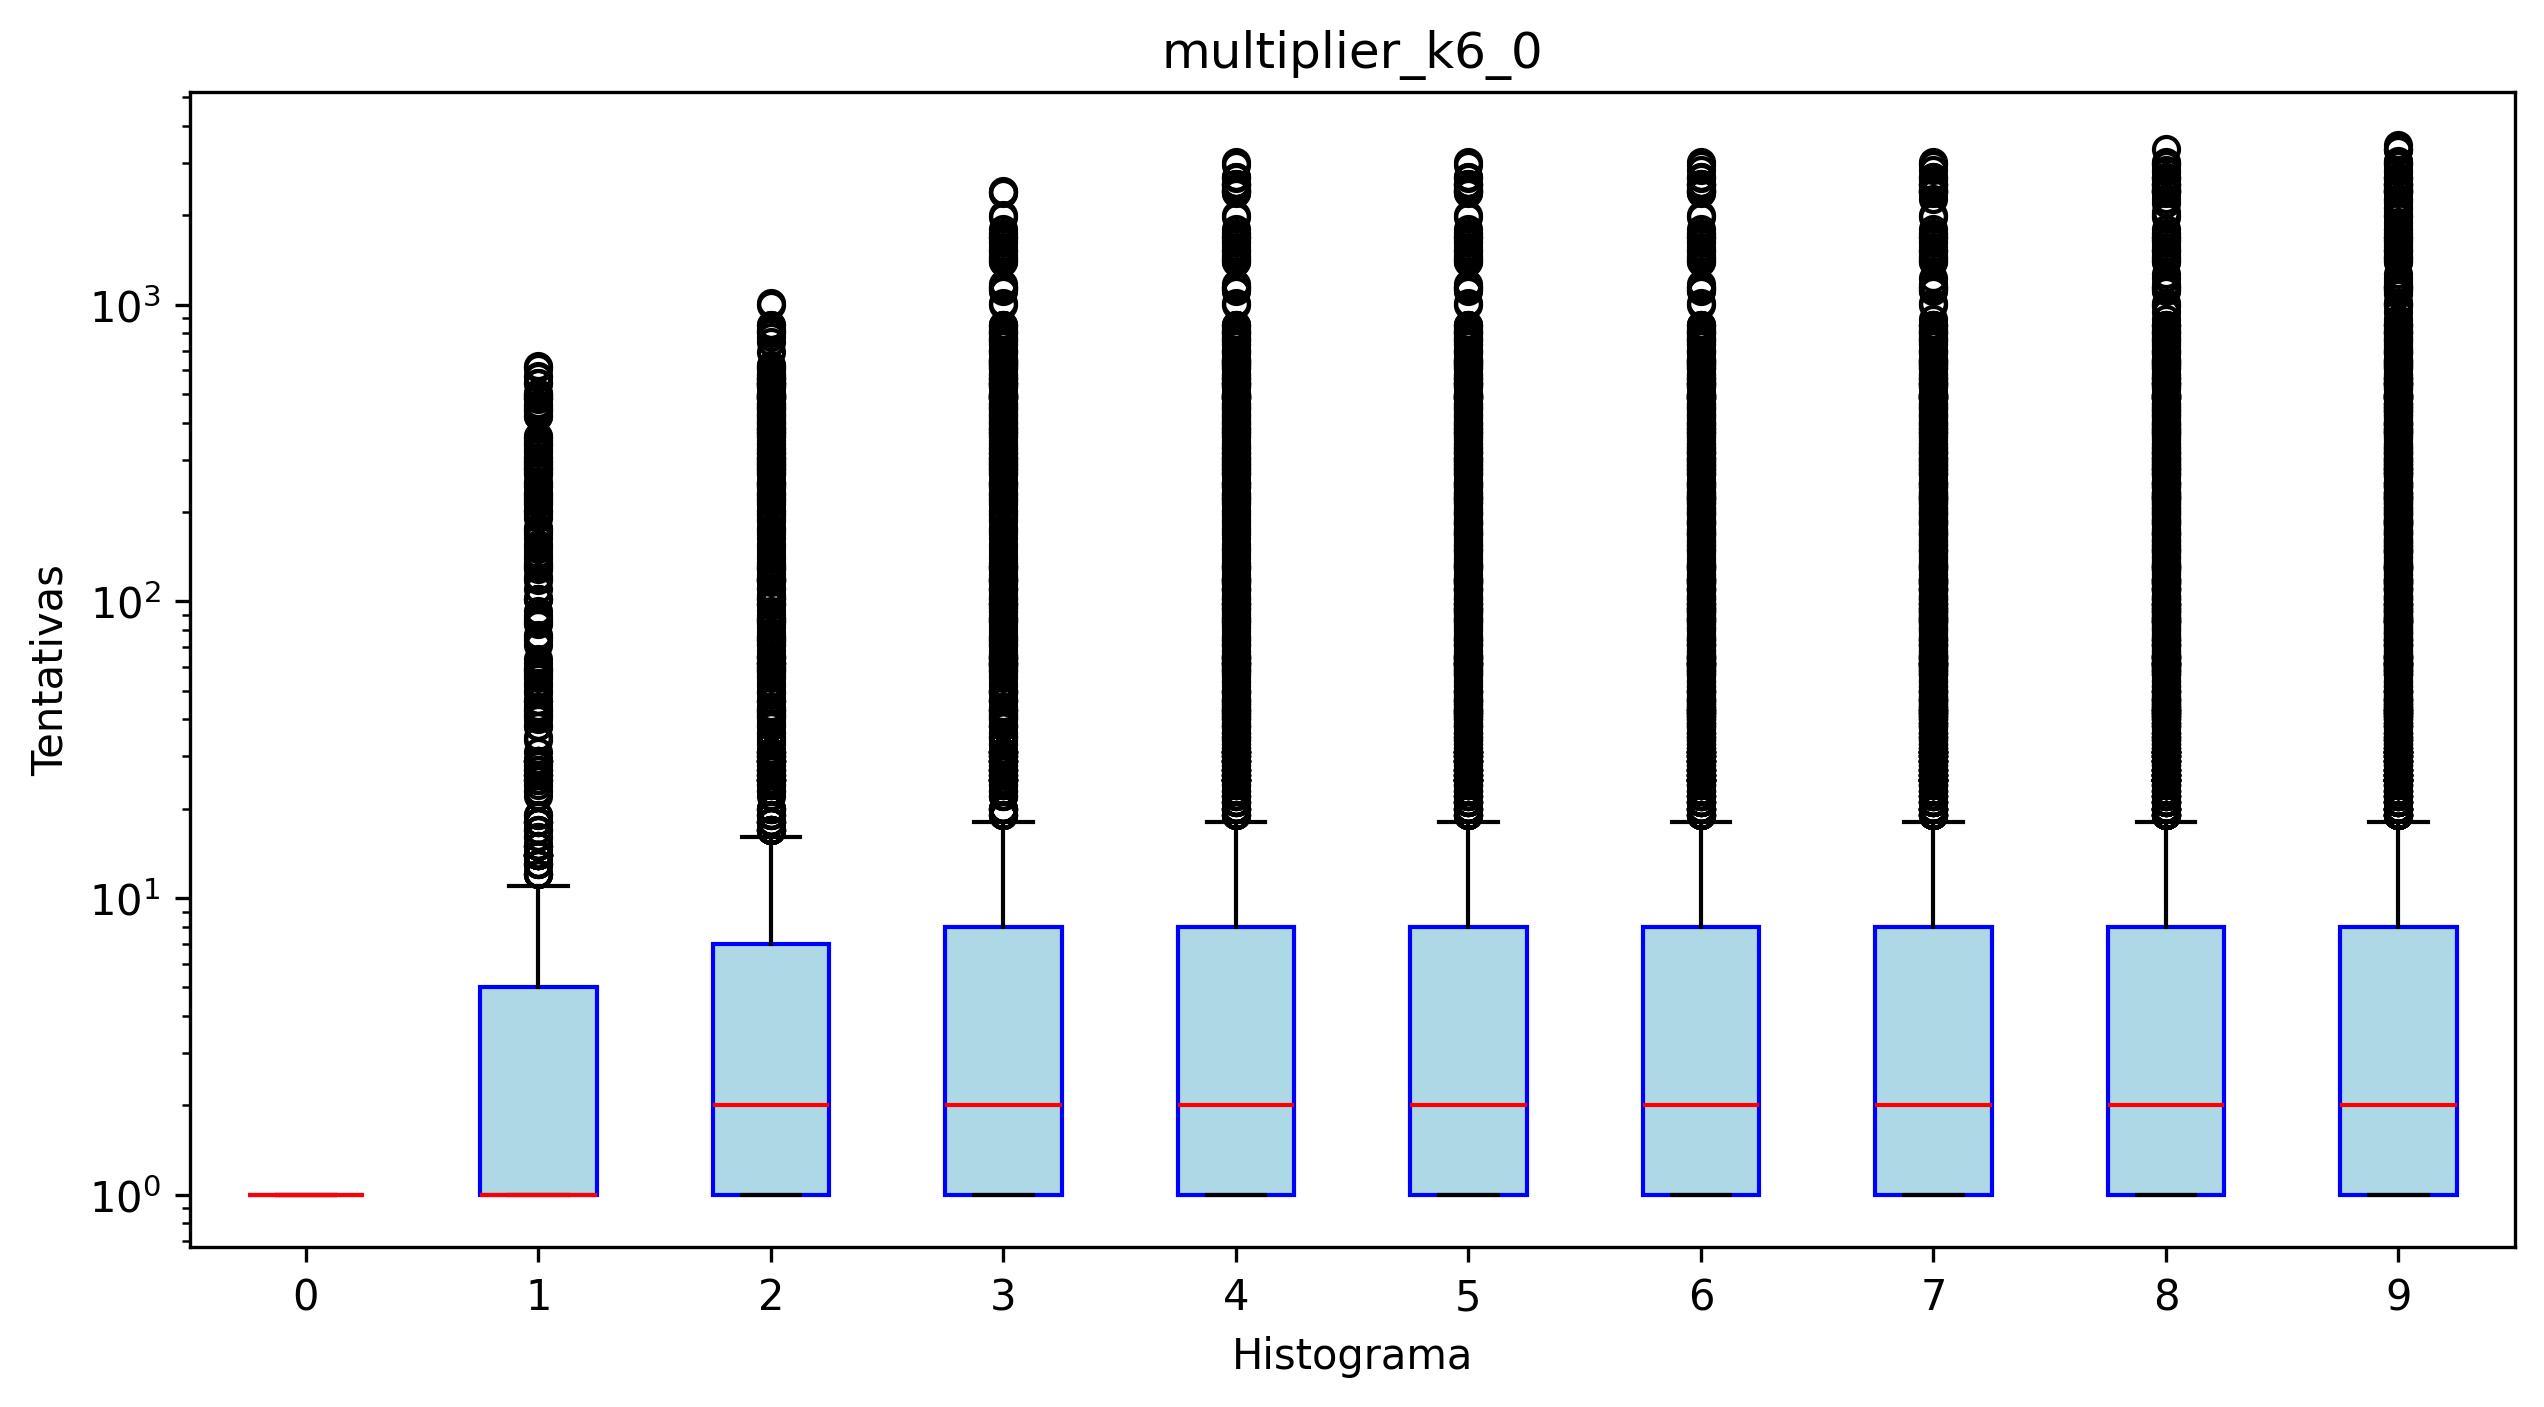 multiplier_k6_0
Tentativas
10³
10²
10¹
10⁰
0 1 2 3 4 5 6 7 8 9
Histograma